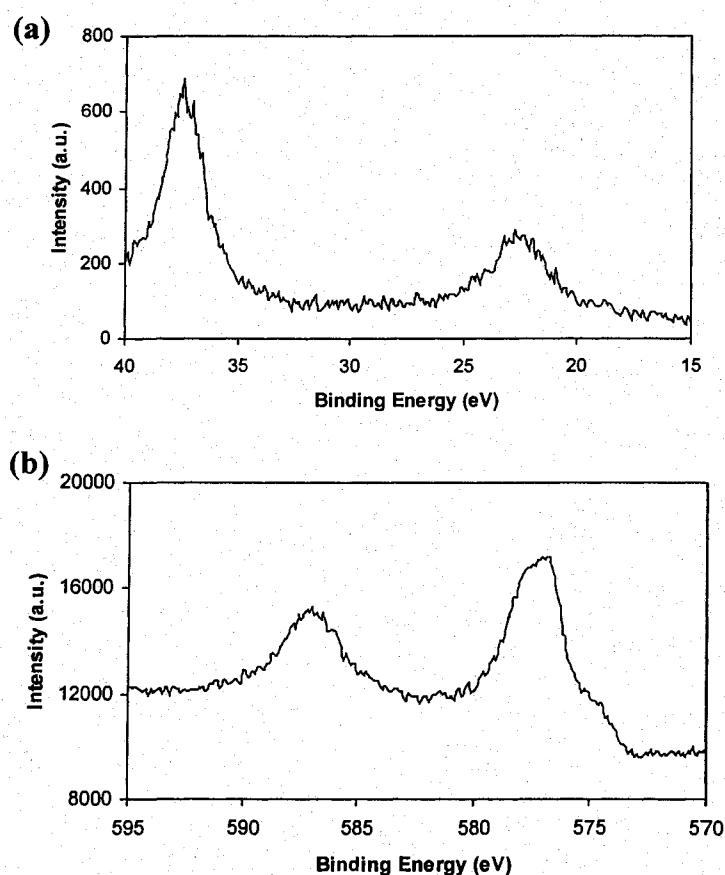 (a)
800
600
400
200
0
Intensity (a.u.)
40 35 30 25 20 15
Binding Energy (eV)
(b)
20000
16000
12000
8000
Intensity (a.u.)
595 590 585 580 575 570
Binding Energy (eV)